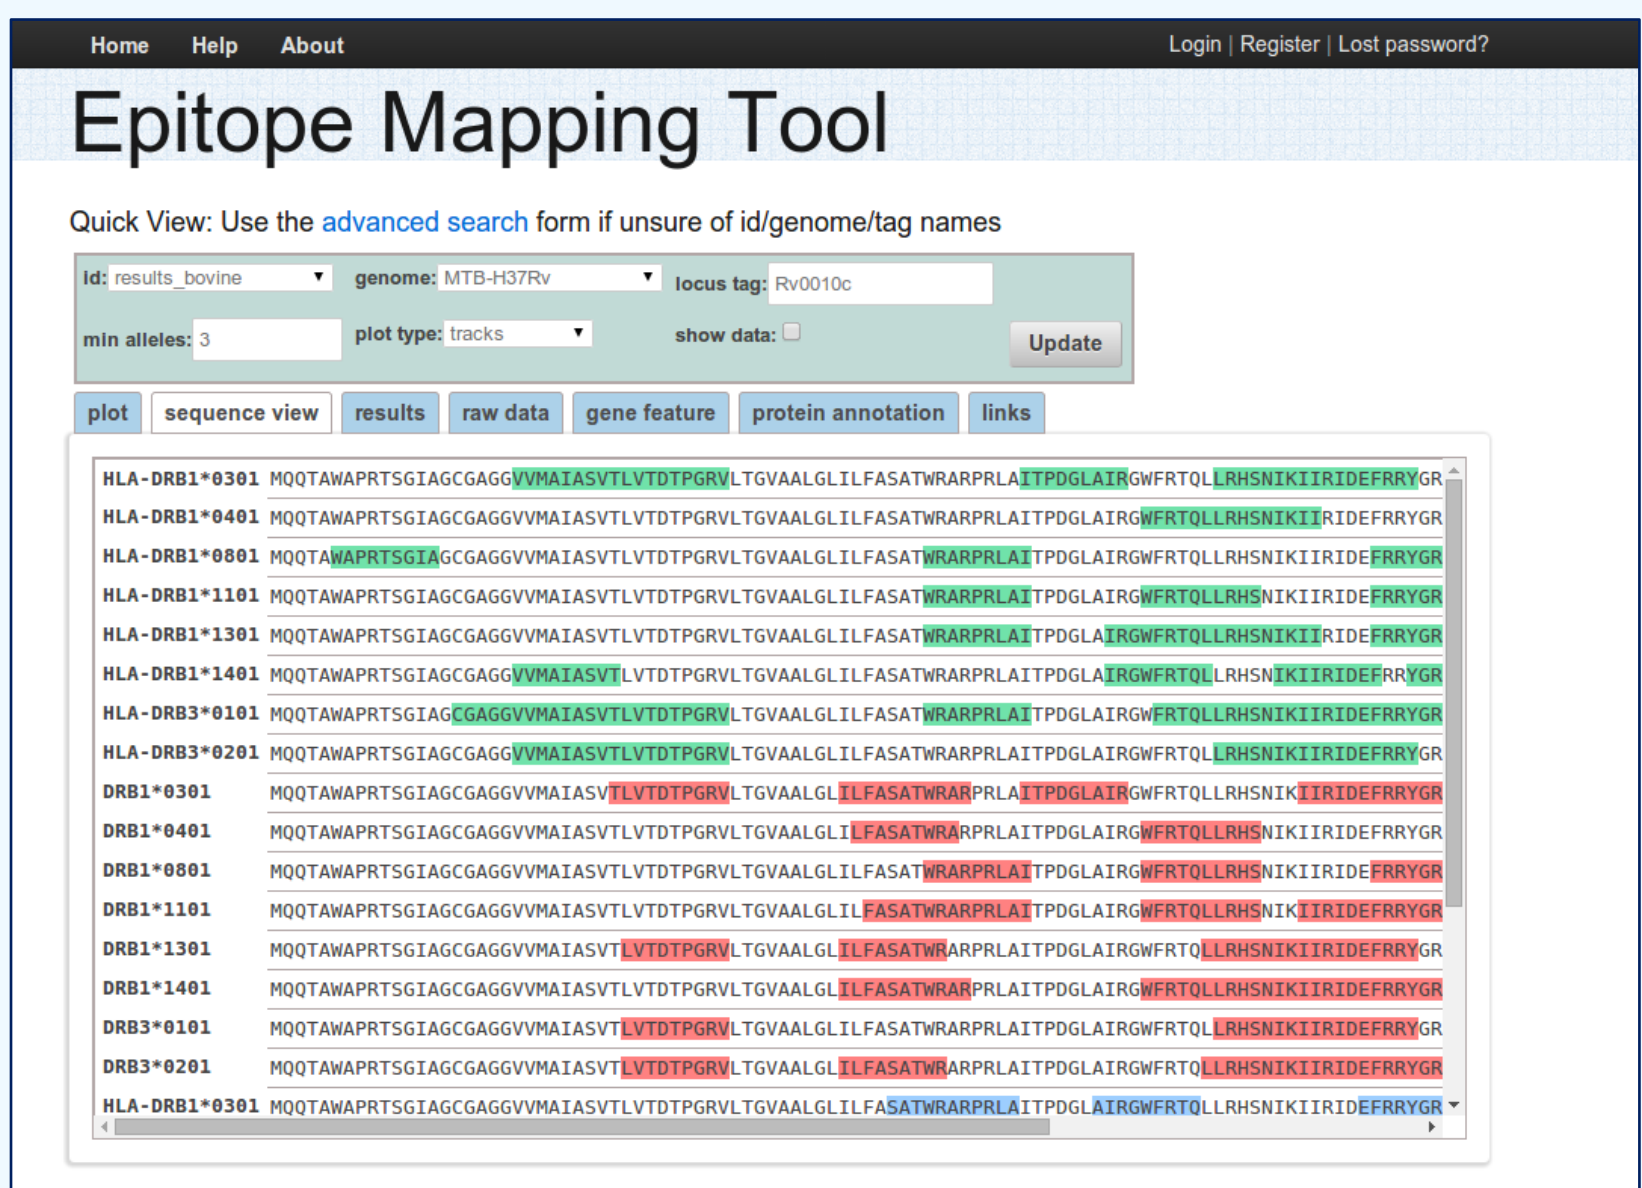 Home Help About Login | Register | Lost password?
Epitope Mapping Tool
Quick View: Use the advanced search form if unsure of id/genome/tag names
id: results_bovine genome: MTB-H37Rv locus tag: Rv0010c
min alleles: 3 plot type: tracks show data: Update
plot sequence view results raw data gene feature protein annotation links
HLA-DRB1*0301 MQQTAWAPRTSGIAGCGAGGVVMAIASVTLVTDTPGRVLTGVAALGLILFASATWRARPRLAITPDGLAIRGWFRTQLLRHSNIKIIRIDEFRRYGR
HLA-DRB1*0401 MQQTAWAPRTSGIAGCGAGGVVMAIASVTLVTDTPGRVLTGVAALGLILFASATWRARPRLAITPDGLAIRGWFRTQLLRHSNIKIIRIDEFRRYGR
HLA-DRB1*0801 MQQTAWAPRTSGIAGCGAGGVVMAIASVTLVTDTPGRVLTGVAALGLILFASATWRARPRLAITPDGLAIRGWFRTQLLRHSNIKIIRIDEFRRYGR
HLA-DRB1*1101 MQQTAWAPRTSGIAGCGAGGVVMAIASVTLVTDTPGRVLTGVAALGLILFASATWRARPRLAITPDGLAIRGWFRTQLLRHSNIKIIRIDEFRRYGR
HLA-DRB1*1301 MQQTAWAPRTSGIAGCGAGGVVMAIASVTLVTDTPGRVLTGVAALGLILFASATWRARPRLAITPDGLAIRGWFRTQLLRHSNIKIIRIDEFRRYGR
HLA-DRB1*1401 MQQTAWAPRTSGIAGCGAGGVVMAIASVTLVTDTPGRVLTGVAALGLILFASATWRARPRLAITPDGLAIRGWFRTQLLRHSNIKIIRIDEFRRYGR
HLA-DRB3*0101 MQQTAWAPRTSGIAGCGAGGVVMAIASVTLVTDTPGRVLTGVAALGLILFASATWRARPRLAITPDGLAIRGWFRTQLLRHSNIKIIRIDEFRRYGR
HLA-DRB3*0201 MQQTAWAPRTSGIAGCGAGGVVMAIASVTLVTDTPGRVLTGVAALGLILFASATWRARPRLAITPDGLAIRGWFRTQLLRHSNIKIIRIDEFRRYGR
DRB1*0301 MQQTAWAPRTSGIAGCGAGGVVMAIASVTLVTDTPGRVLTGVAALGLILFASATWRARPRLAITPDGLAIRGWFRTQLLRHSNIKIIRIDEFRRYGR
DRB1*0401 MQQTAWAPRTSGIAGCGAGGVVMAIASVTLVTDTPGRVLTGVAALGLILFASATWRARPRLAITPDGLAIRGWFRTQLLRHSNIKIIRIDEFRRYGR
DRB1*0801 MQQTAWAPRTSGIAGCGAGGVVMAIASVTLVTDTPGRVLTGVAALGLILFASATWRARPRLAITPDGLAIRGWFRTQLLRHSNIKIIRIDEFRRYGR
DRB1*1101 MQQTAWAPRTSGIAGCGAGGVVMAIASVTLVTDTPGRVLTGVAALGLILFASATWRARPRLAITPDGLAIRGWFRTQLLRHSNIKIIRIDEFRRYGR
DRB1*1301 MQQTAWAPRTSGIAGCGAGGVVMAIASVTLVTDTPGRVLTGVAALGLILFASATWRARPRLAITPDGLAIRGWFRTQLLRHSNIKIIRIDEFRRYGR
DRB1*1401 MQQTAWAPRTSGIAGCGAGGVVMAIASVTLVTDTPGRVLTGVAALGLILFASATWRARPRLAITPDGLAIRGWFRTQLLRHSNIKIIRIDEFRRYGR
DRB3*0101 MQQTAWAPRTSGIAGCGAGGVVMAIASVTLVTDTPGRVLTGVAALGLILFASATWRARPRLAITPDGLAIRGWFRTQLLRHSNIKIIRIDEFRRYGR
DRB3*0201 MQQTAWAPRTSGIAGCGAGGVVMAIASVTLVTDTPGRVLTGVAALGLILFASATWRARPRLAITPDGLAIRGWFRTQLLRHSNIKIIRIDEFRRYGR
HLA-DRB1*0301 MQQTAWAPRTSGIAGCGAGGVVMAIASVTLVTDTPGRVLTGVAALGLILFASATWRARPRLAITPDGLAIRGWFRTQLLRHSNIKIIRIDEFRRYGR